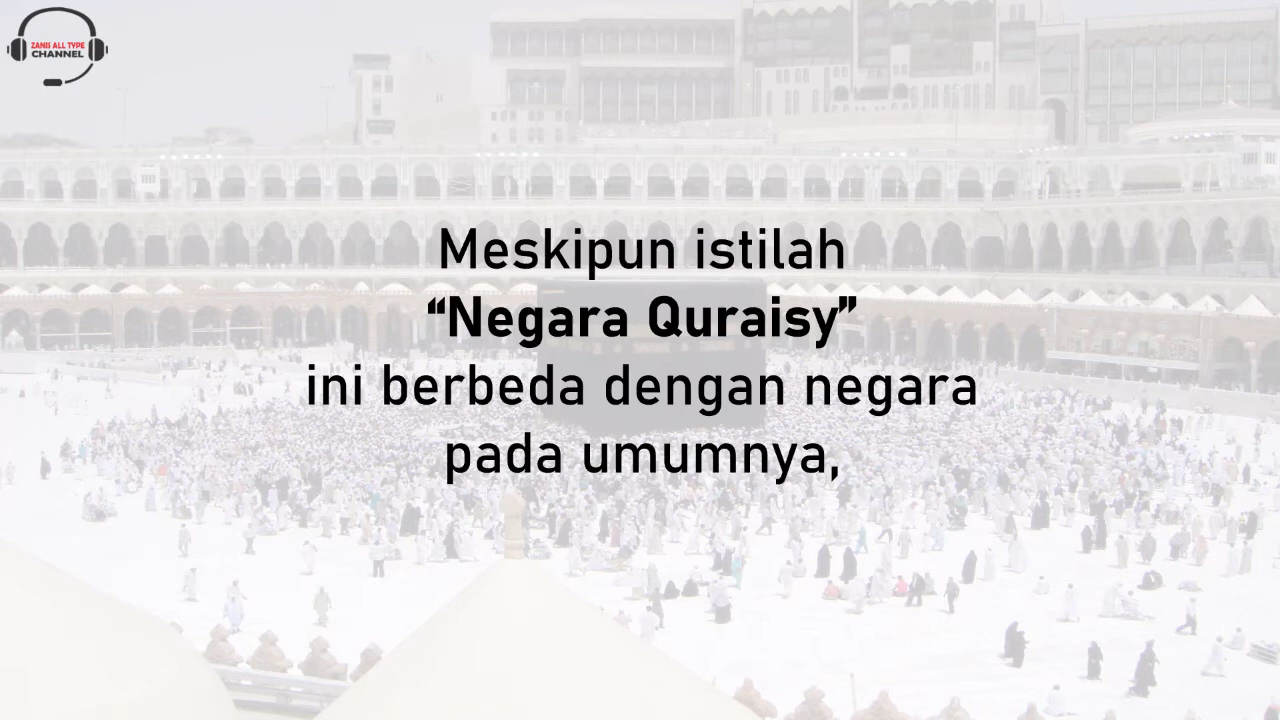 ZANIS ALL TYPE
CHANNEL
Meskipun istilah
“Negara Quraisy”
ini berbeda dengan negara
pada umumnya,